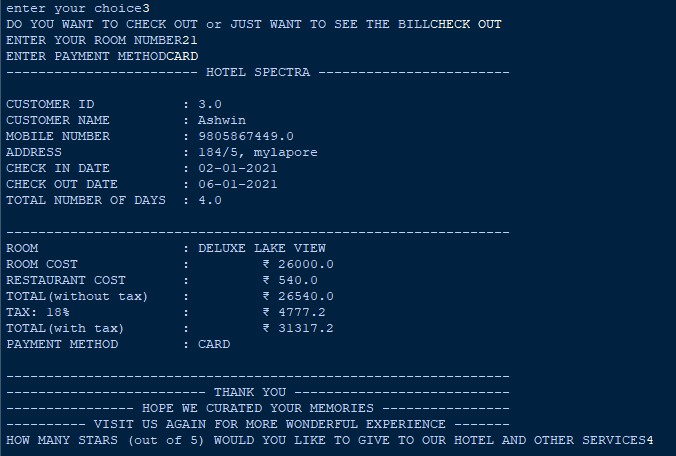 enter your choice3
DO YOU WANT TO CHECK OUT or JUST WANT TO SEE THE BILLCHECK OUT
ENTER YOUR ROOM NUMBER21
ENTER PAYMENT METHODCARD
------------------------ HOTEL SPECTRA ------------------------
CUSTOMER ID           : 3.0
CUSTOMER NAME         : Ashwin
MOBILE NUMBER         : 9805867449.0
ADDRESS               : 184/5, mylapore
CHECK IN DATE         : 02-01-2021
CHECK OUT DATE        : 06-01-2021
TOTAL NUMBER OF DAYS  : 4.0
---------------------------------------------------------------
ROOM                  : DELUXE LAKE VIEW
ROOM COST             :         ₹ 26000.0
RESTAURANT COST       :         ₹ 540.0
TOTAL(without tax)    :         ₹ 26540.0
TAX: 18%              :         ₹ 4777.2
TOTAL(with tax)       :         ₹ 31317.2
PAYMENT METHOD        : CARD
---------------------------------------------------------------
------------------------- THANK YOU ---------------------------
---------------- HOPE WE CURATED YOUR MEMORIES ----------------
---------- VISIT US AGAIN FOR MORE WONDERFUL EXPERIENCE -------
HOW MANY STARS (out of 5) WOULD YOU LIKE TO GIVE TO OUR HOTEL AND OTHER SERVICES4